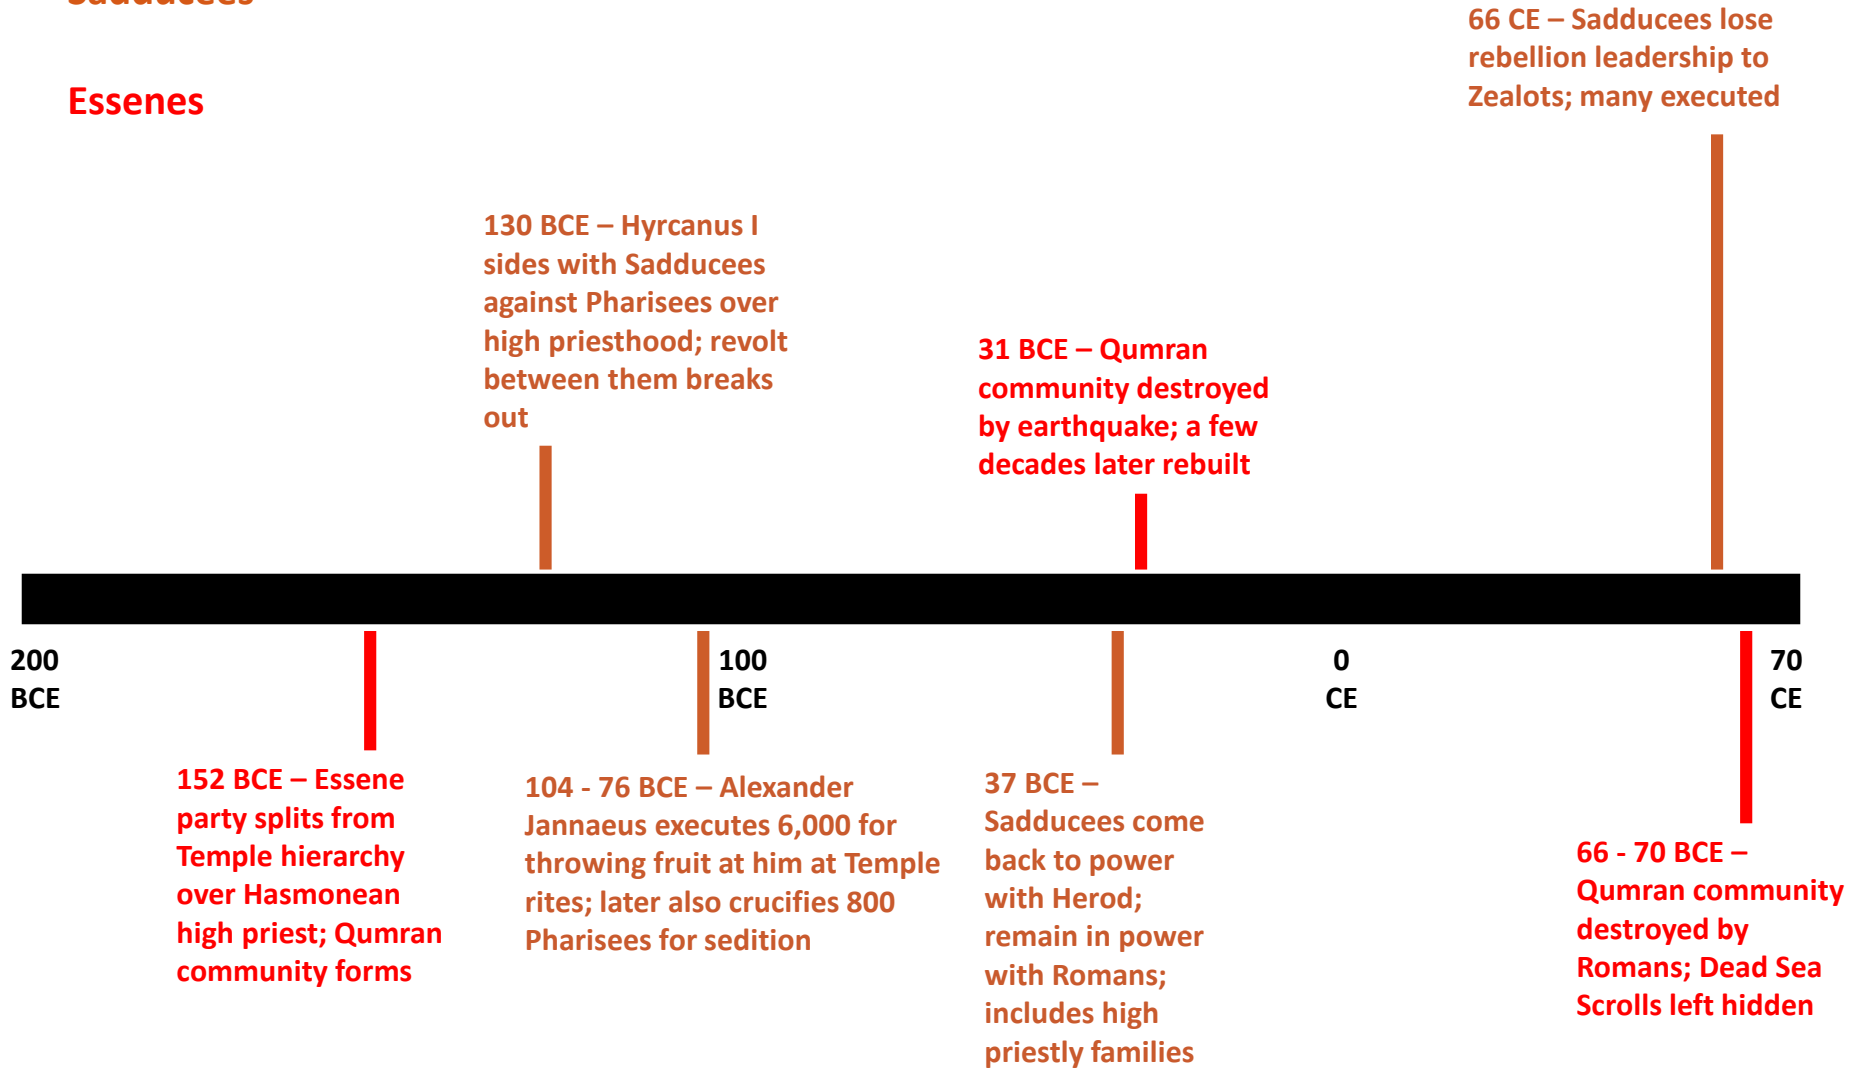 Sadducees
Essenes
66 CE – Sadducees lose
rebellion leadership to
Zealots; many executed
130 BCE – Hyrcanus I
sides with Sadducees
against Pharisees over
high priesthood; revolt
between them breaks
out
31 BCE – Qumran
community destroyed
by earthquake; a few
decades later rebuilt
200
BCE
100
BCE
0
CE
70
CE
152 BCE – Essene
party splits from
Temple hierarchy
over Hasmonean
high priest; Qumran
community forms
104 - 76 BCE – Alexander
Jannaeus executes 6,000 for
throwing fruit at him at Temple
rites; later also crucifies 800
Pharisees for sedition
37 BCE –
Sadducees come
back to power
with Herod;
remain in power
with Romans;
includes high
priestly families
66 - 70 BCE –
Qumran community
destroyed by
Romans; Dead Sea
Scrolls left hidden